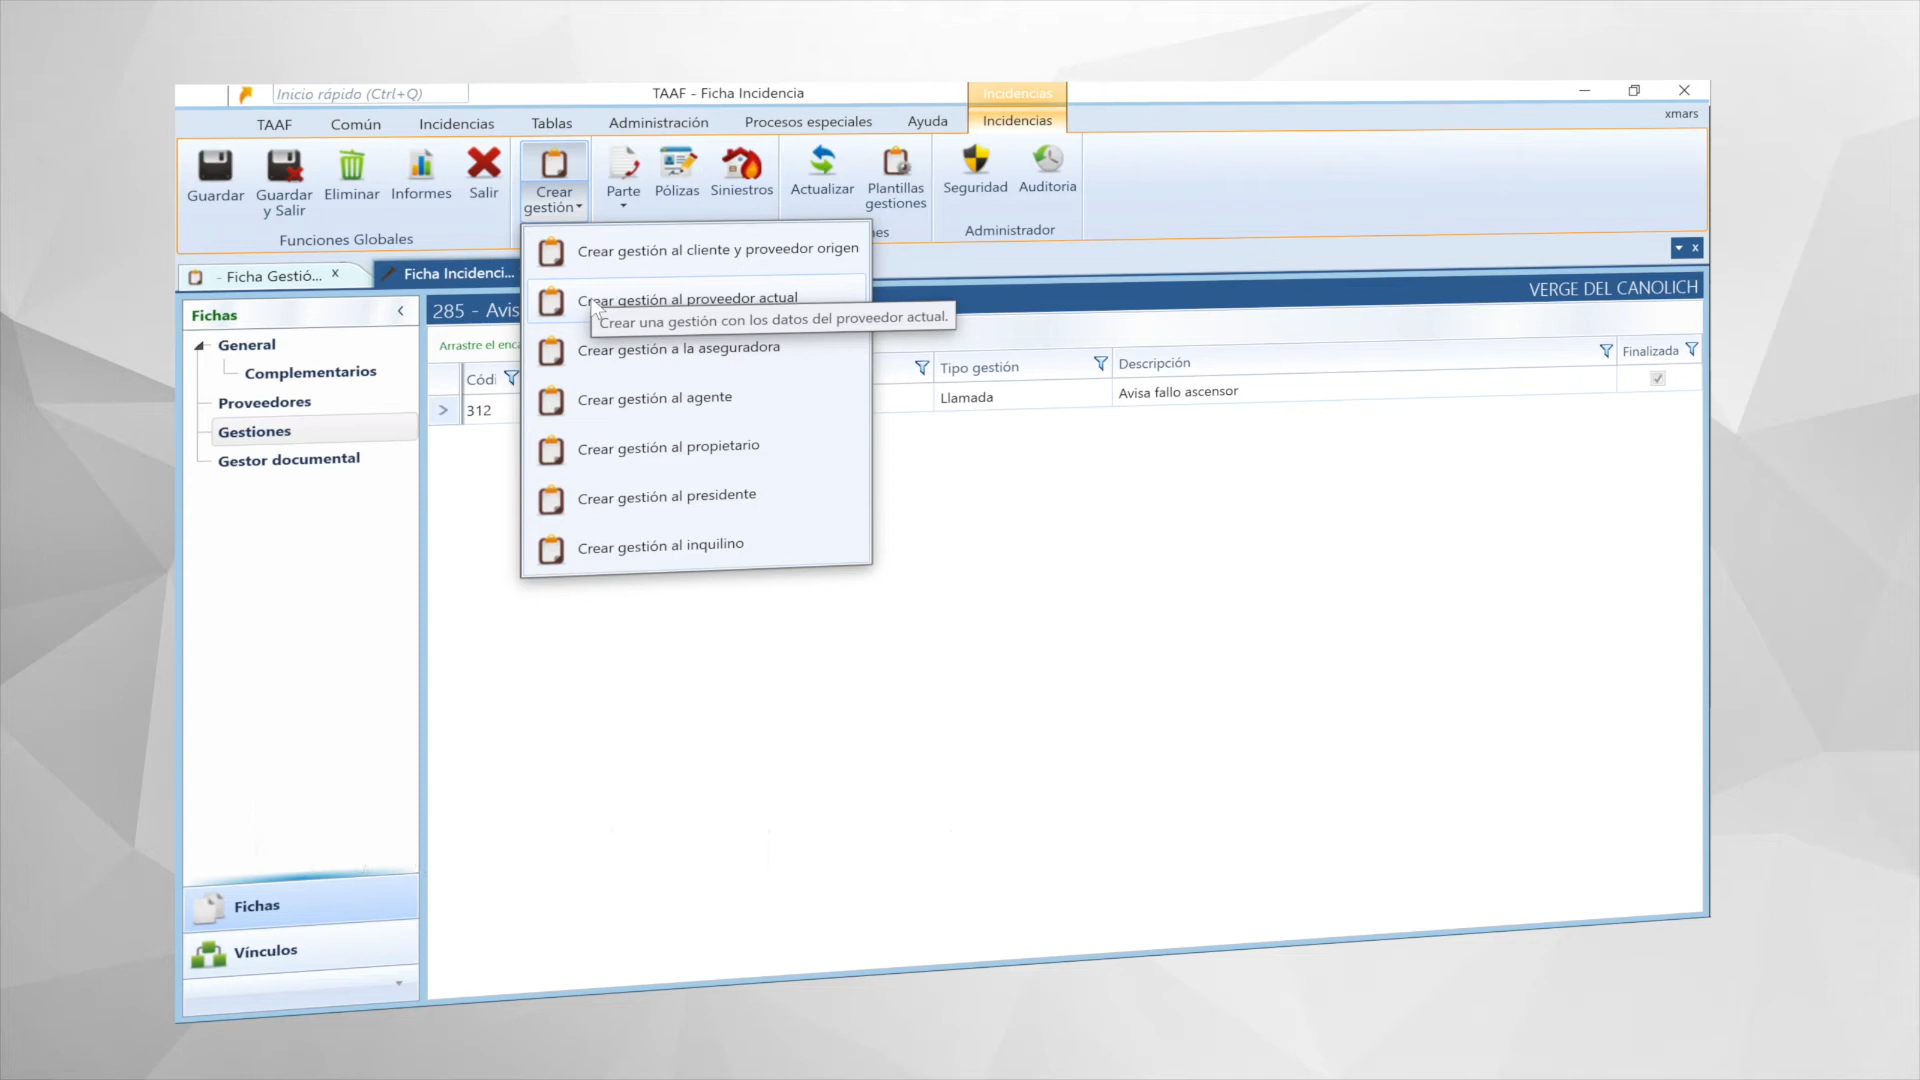 Inicio rápido (Ctrl+Q)
TAAF - Ficha Incidencia
Incidencias
TAAF
Común
Incidencias
Tablas
Administración
Procesos especiales
Ayuda
Incidencias
xmars
Guardar
Guardar y Salir
Eliminar
Informes
Salir
Crear gestión
Parte
Pólizas
Siniestros
Actualizar
Plantillas gestiones
Seguridad
Auditoria
Funciones Globales
Administrador
- Ficha Gestió... x
Ficha Incidenci...
x
Fichas
General
Complementarios
Proveedores
Gestiones
Gestor documental
Fichas
Vínculos
Crear gestión al cliente y proveedor origen
Crear gestión al proveedor actual
Crear una gestión con los datos del proveedor actual.
Crear gestión a la aseguradora
Crear gestión al agente
Crear gestión al propietario
Crear gestión al presidente
Crear gestión al inquilino
285 - Avis
VERGE DEL CANOLICH
Arrastre el
Tipo gestión
Descripción
Finalizada
312
Llamada
Avisa fallo ascensor